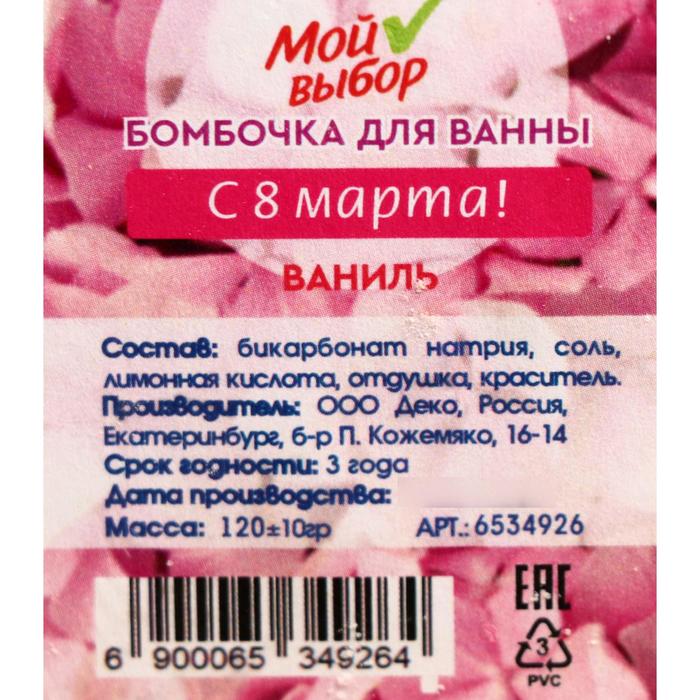 Мой
выбор
БОМБОЧКА ДЛЯ ВАННЫ
С 8 марта!
ВАНИЛЬ
Состав: бикарбонат натрия, соль,
лимонная кислота, отдушка, краситель.
Производитель: ООО Деко, Россия,
Екатеринбург, б-р П. Кожемяко, 16-14
Срок годности: 3 года
Дата производства:
Масса: 120±10гр АРТ.: 6534926
EAC
6 900065 349264
3
PVC